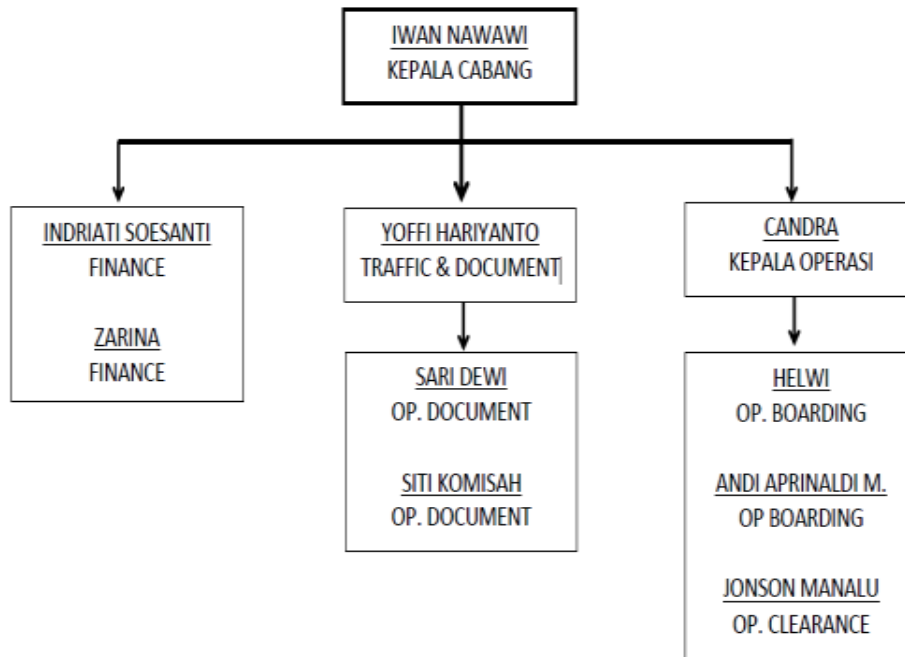 IWAN NAWAWI
KEPALA CABANG
INDRIATI SOESANTI
FINANCE
ZARINA
FINANCE
YOFFI HARIYANTO
TRAFFIC & DOCUMENT
SARI DEWI
OP. DOCUMENT
SITI KOMISAH
OP. DOCUMENT
CANDRA
KEPALA OPERASI
HELWI
OP. BOARDING
ANDI APRINALDI M.
OP BOARDING
JONSON MANALU
OP. CLEARANCE